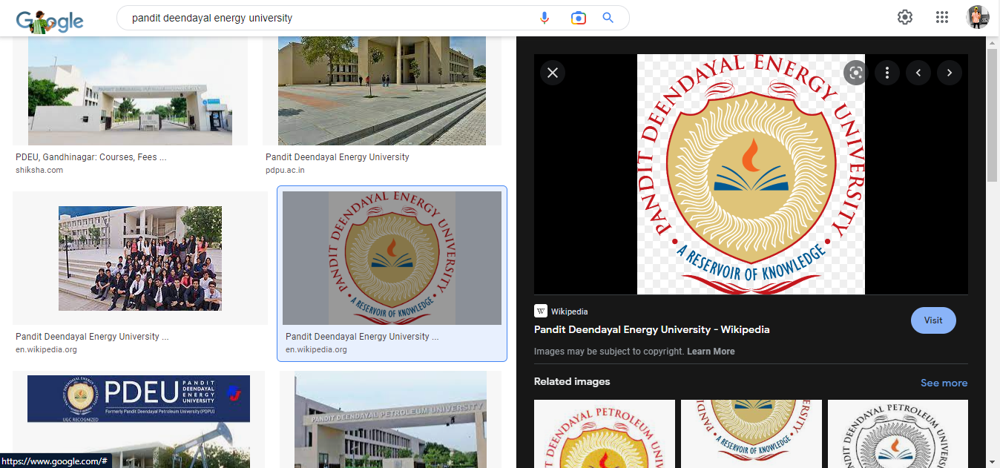 Google
pandit deendayal energy university
PANDIT DEENDAYAL PETROLEUM UNIVERSITY
PDEU, Gandhinagar: Courses, Fees ...
shiksha.com
Pandit Deendayal Energy University
pdpu.ac.in
Pandit Deendayal Energy University ...
en.wikipedia.org
PANDIT DEENDAYAL ENERGY UNIVERSITY
· A RESERVOIR OF KNOWLEDGE ·
Pandit Deendayal Energy University ...
en.wikipedia.org
PDEU
PANDIT
DEENDAYAL
ENERGY
UNIVERSITY
Formerly Pandit Deendayal Petroleum University (PDPU)
UGC RECOGNIZED
PANDIT DEENDAYAL PETROLEUM UNIVERSITY
https://www.google.com/#
PANDIT DEENDAYAL ENERGY UNIVERSITY
• A RESERVOIR OF KNOWLEDGE •
W
Wikipedia
Pandit Deendayal Energy University - Wikipedia
Visit
Images may be subject to copyright. Learn More
Related images
See more
DEENDAYAL PETROLEUM
A RESERVOIR OF KNOWLEDGE
DEENDAYAL PETROLEUM